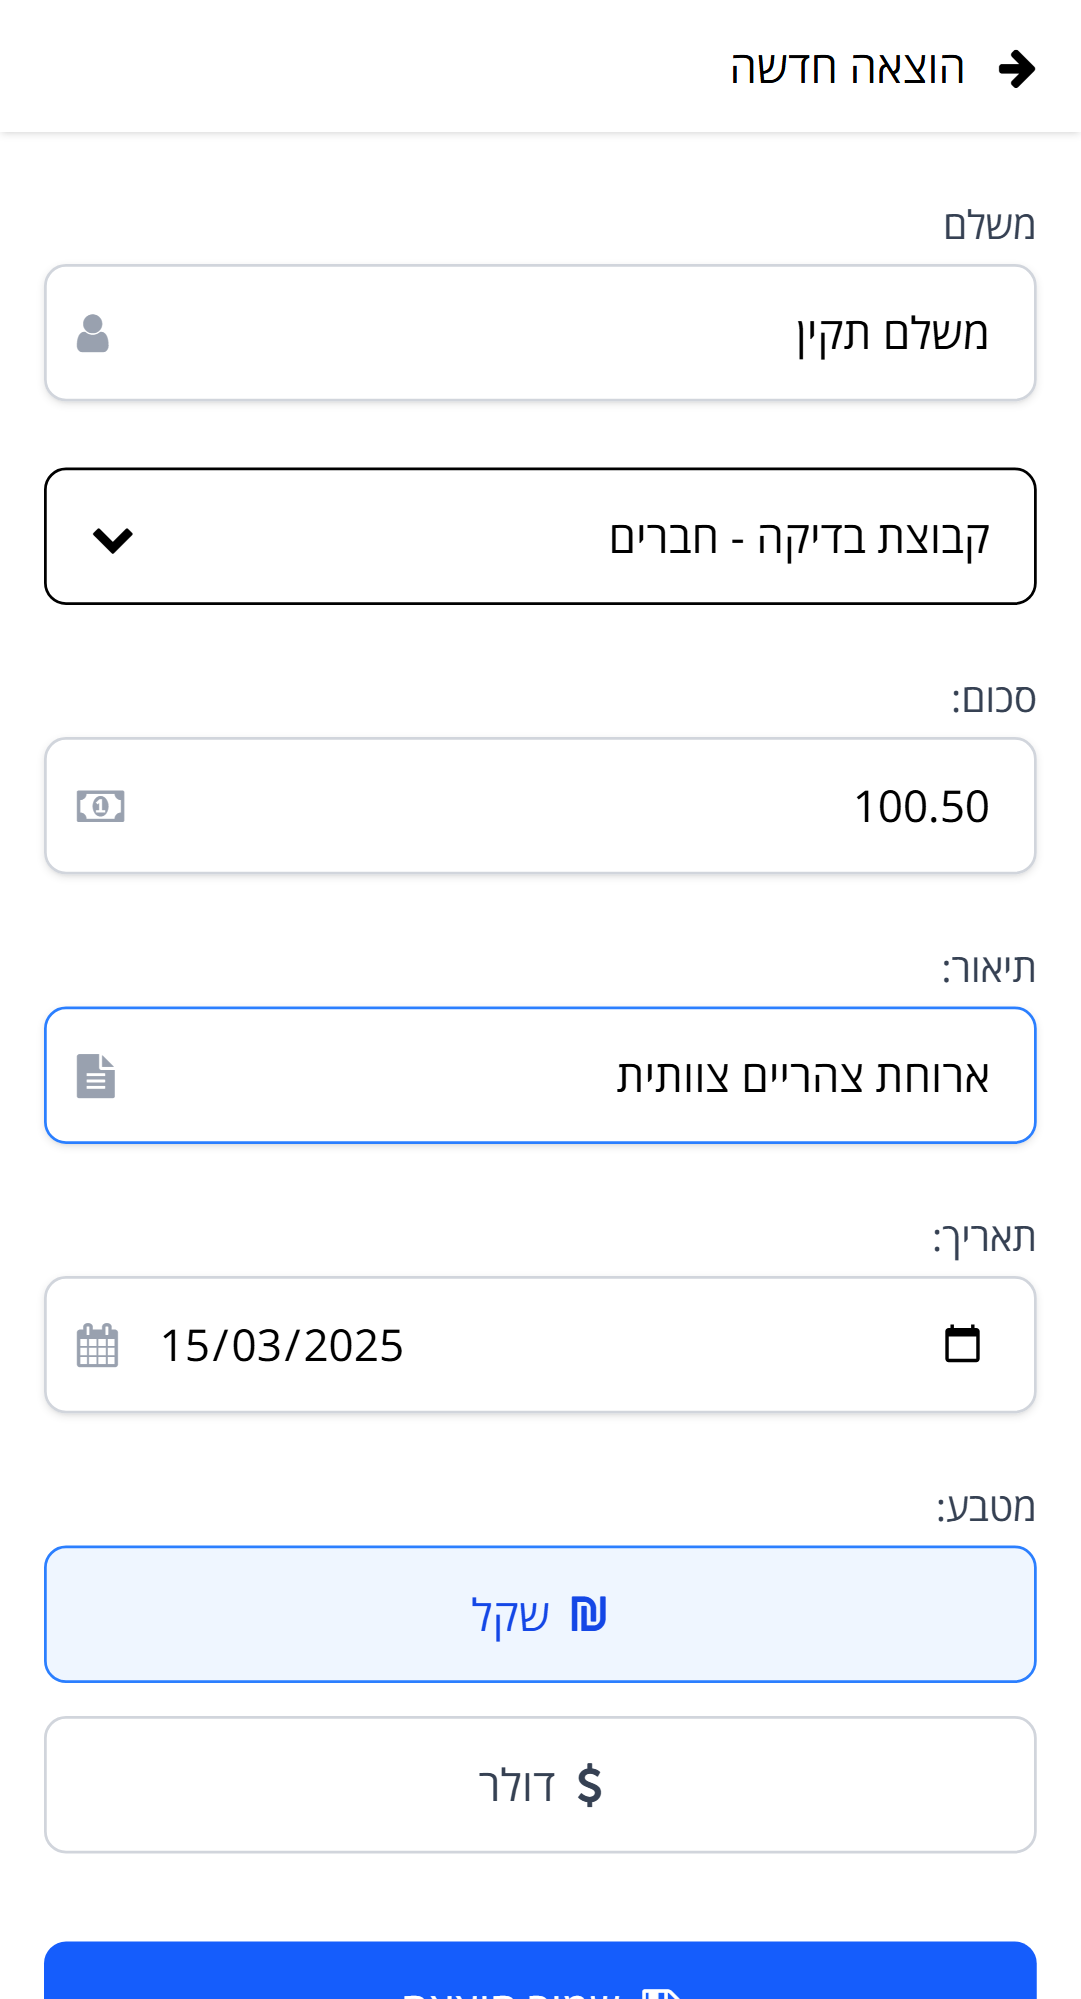 הוצאה חדשה
משלם
משלם תקין
קבוצת בדיקה - חברים
סכום:
100.50
תיאור:
ארוחת צהריים צוותית
תאריך:
15/03/2025
מטבע:
₪ שקל
$ דולר